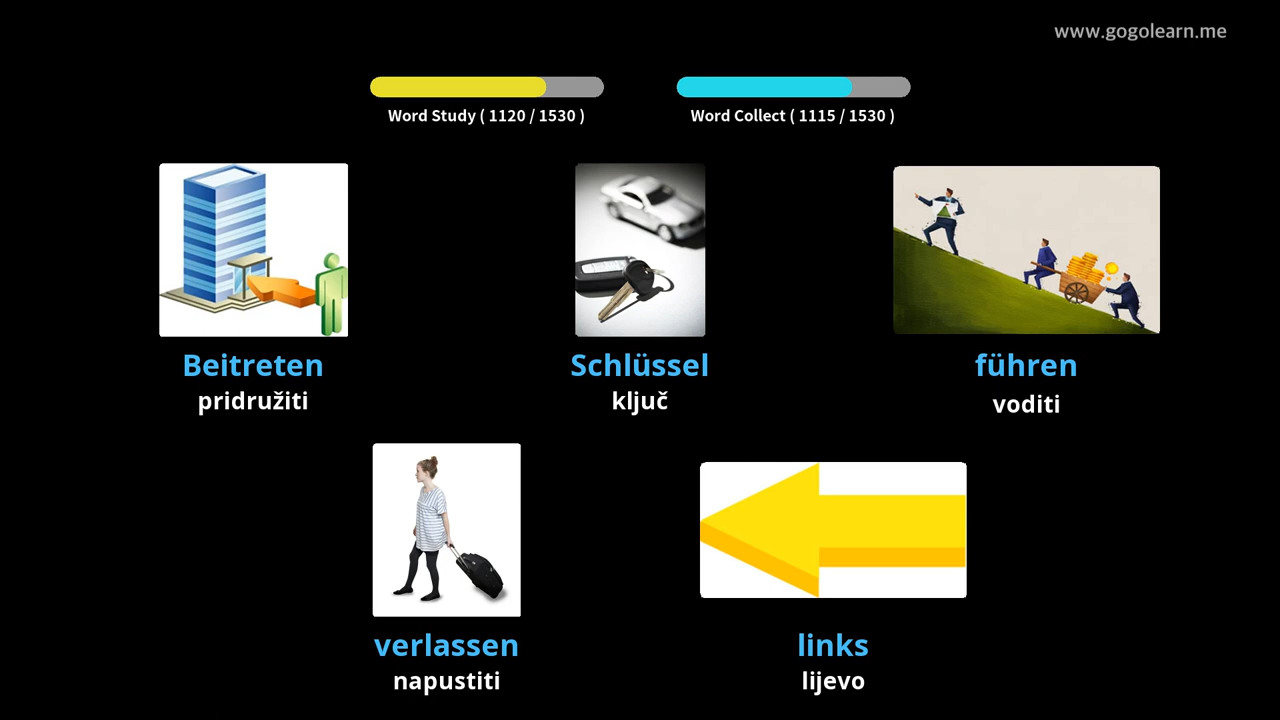 www.gogolearn.me
Word Study ( 1120 / 1530 )
Word Collect ( 1115 / 1530 )
Beitreten
pridružiti
Schlüssel
ključ
führen
voditi
verlassen
napustiti
links
lijevo